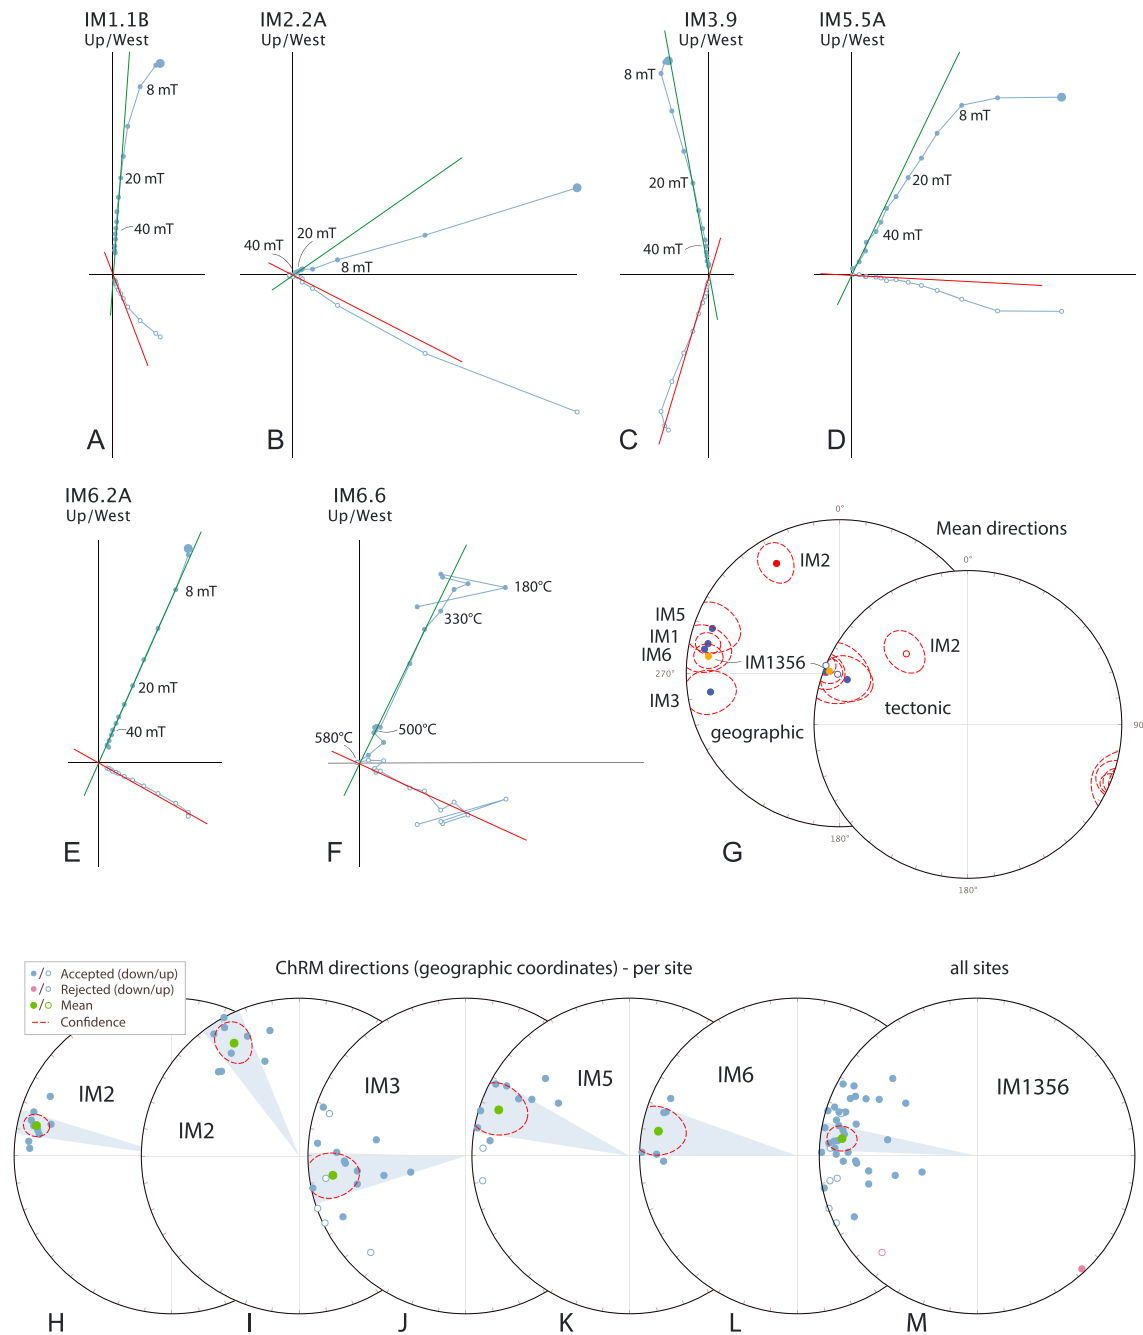 IM1.1B
Up/West
8 mT
20 mT
40 mT
A
IM2.2A
Up/West
40 mT
20 mT
8 mT
B
IM3.9
Up/West
8 mT
20 mT
40 mT
C
IM5.5A
Up/West
8 mT
20 mT
40 mT
D
IM6.2A
Up/West
8 mT
20 mT
40 mT
E
IM6.6
Up/West
180°C
330°C
500°C
580°C
F
Mean directions
0°
IM2
IM5
IM1
IM6
270°
IM3
IM1356
geographic
180°
0°
IM2
tectonic
90
180°
G
Accepted (down/up)
Rejected (down/up)
Mean
Confidence
ChRM directions (geographic coordinates) - per site
all sites
IM2
IM2
IM3
IM5
IM6
IM1356
H
I
J
K
L
M